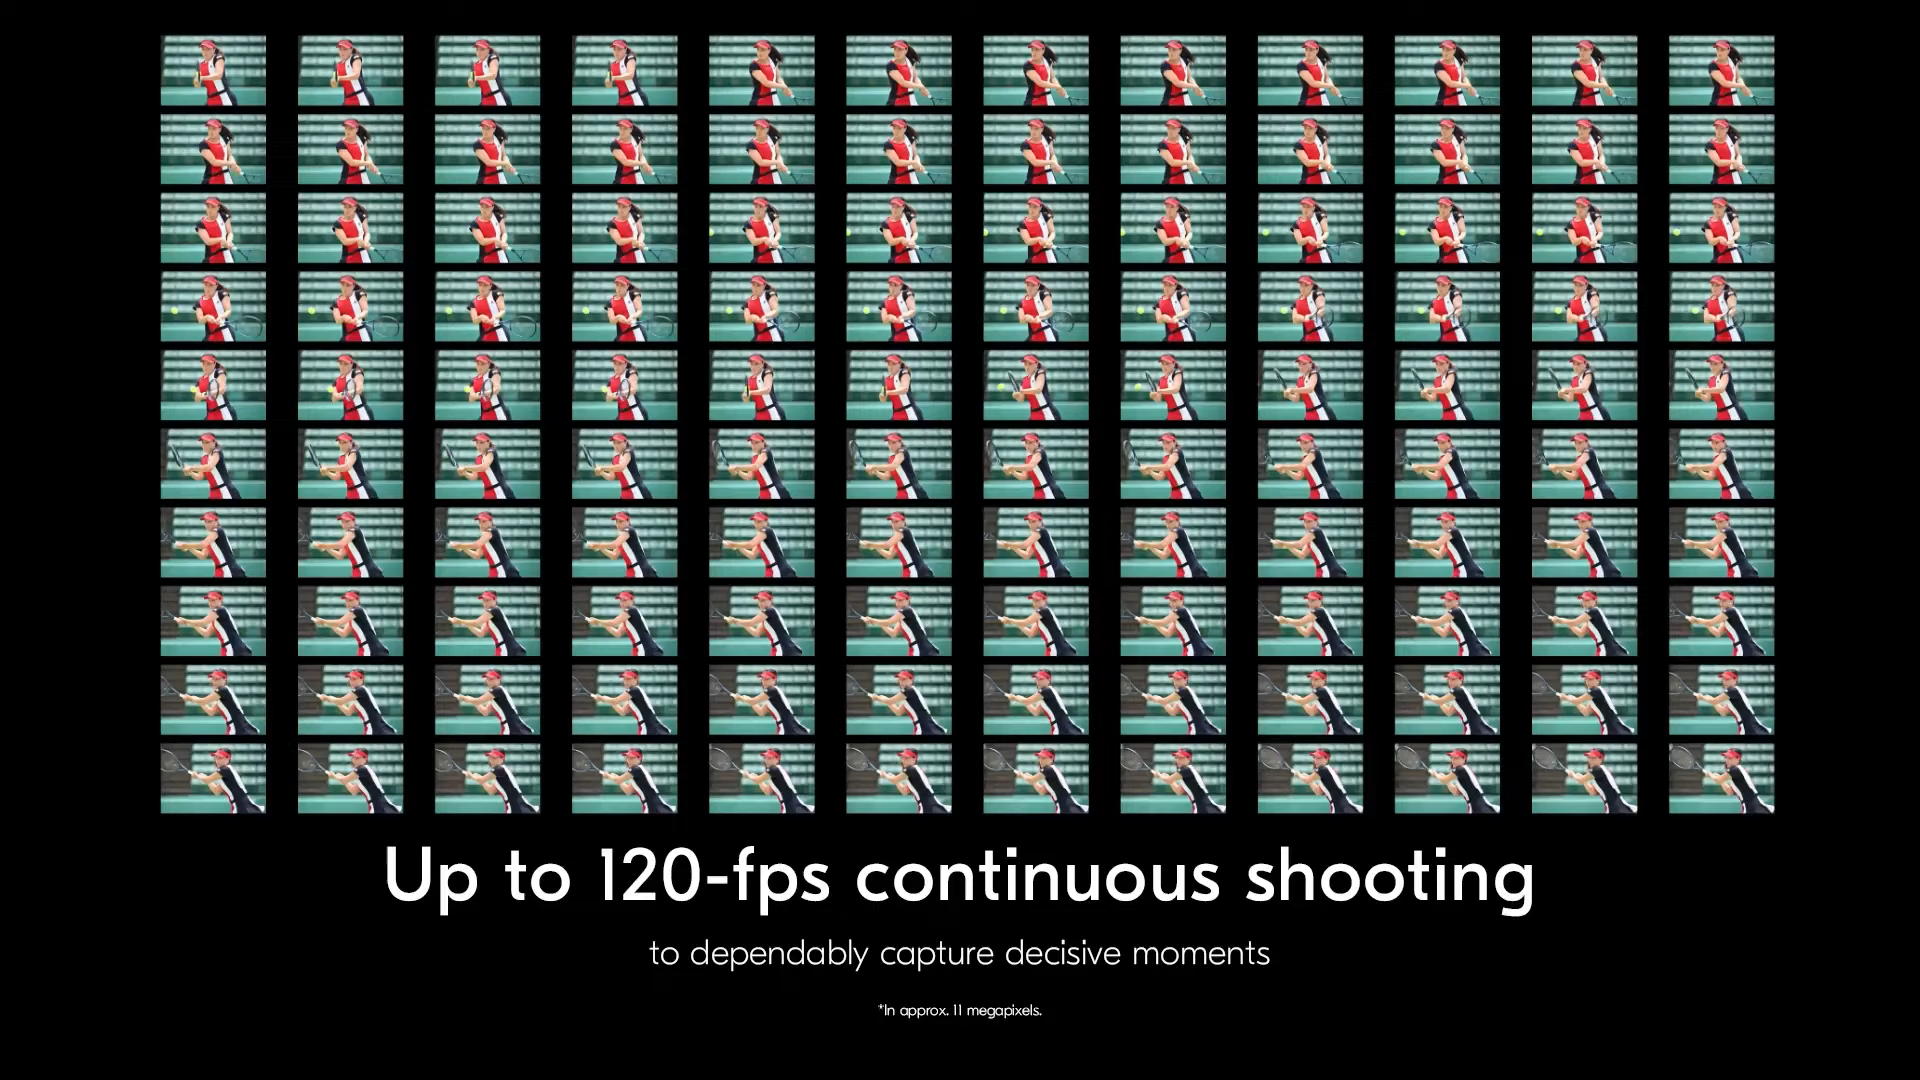 Up to 120-fps continuous shooting
to dependably capture decisive moments
*In approx. 11 megapixels.